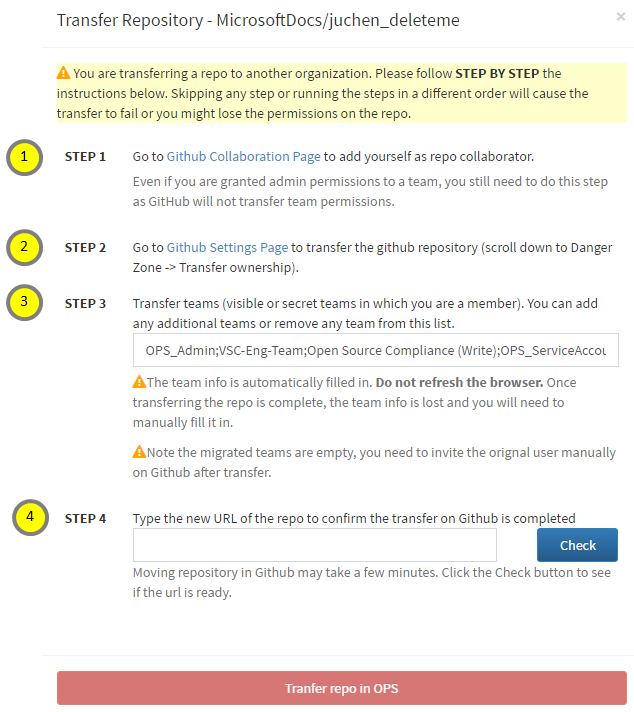 Transfer Repository - MicrosoftDocs/juchen_deleteme
×
You are transferring a repo to another organization. Please follow STEP BY STEP the
instructions below. Skipping any step or running the steps in a different order will cause the
transfer to fail or you might lose the permissions on the repo.
1 STEP 1 Go to Github Collaboration Page to add yourself as repo collaborator.
Even if you are granted admin permissions to a team, you still need to do this step
as GitHub will not transfer team permissions.
2 STEP 2 Go to Github Settings Page to transfer the github repository (scroll down to Danger
Zone -> Transfer ownership).
3 STEP 3 Transfer teams (visible or secret teams in which you are a member). You can add
any additional teams or remove any team from this list.
OPS_Admin;VSC-Eng-Team;Open Source Compliance (Write);OPS_ServiceAccou
The team info is automatically filled in. Do not refresh the browser. Once
transferring the repo is complete, the team info is lost and you will need to
manually fill it in.
Note the migrated teams are empty, you need to invite the orignal user manually
on Github after transfer.
4 STEP 4 Type the new URL of the repo to confirm the transfer on Github is completed
Check
Moving repository in Github may take a few minutes. Click the Check button to see
if the url is ready.
Tranfer repo in OPS